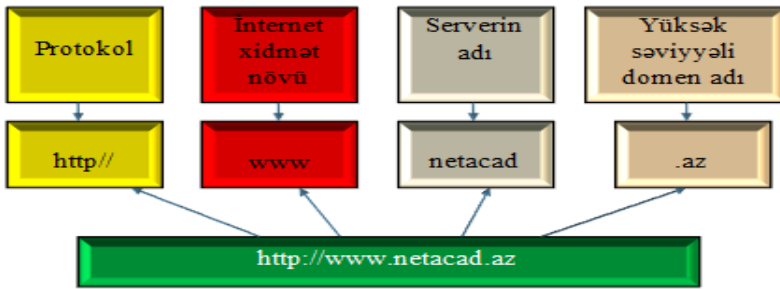 Protokol
İnternet
xidmət
növü
Serverin
adı
Yüksək
səviyyəli
domen adı
http//
www
netacad
.az
http://www.netacad.az